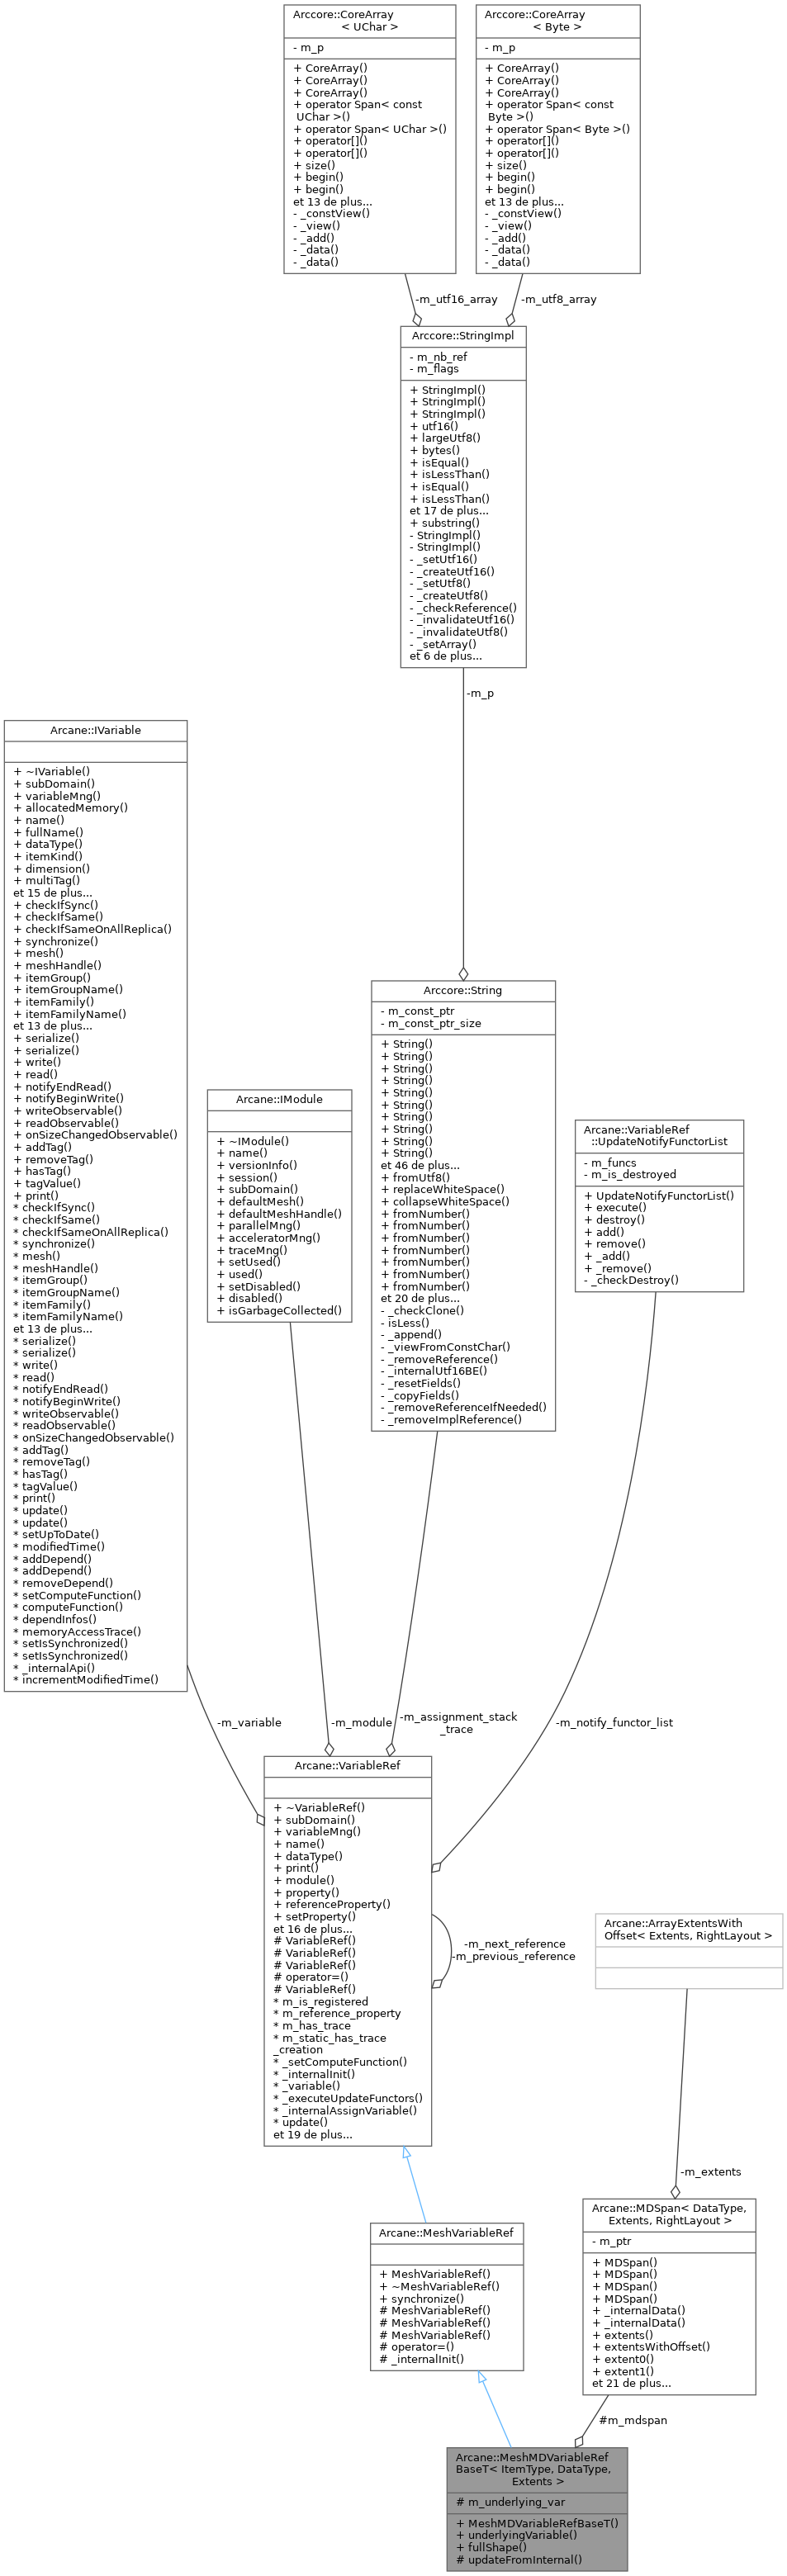 Arccore::CoreArray
< UChar >
- m_p
+ CoreArray()
+ CoreArray()
+ CoreArray()
+ operator Span< const
UChar >()
+ operator Span< UChar >()
+ operator[]()
+ operator[]()
+ size()
+ begin()
+ begin()
et 13 de plus...
- _constView()
- _view()
- _add()
- _data()
- _data()
Arccore::CoreArray
< Byte >
- m_p
+ CoreArray()
+ CoreArray()
+ CoreArray()
+ operator Span< const
Byte >()
+ operator Span< Byte >()
+ operator[]()
+ operator[]()
+ size()
+ begin()
+ begin()
et 13 de plus...
- _constView()
- _view()
- _add()
- _data()
- _data()
-m_utf16_array
-m_utf8_array
Arccore::StringImpl
- m_nb_ref
- m_flags
+ StringImpl()
+ StringImpl()
+ StringImpl()
+ utf16()
+ largeUtf8()
+ bytes()
+ isEqual()
+ isLessThan()
+ isEqual()
+ isLessThan()
et 17 de plus...
+ substring()
- StringImpl()
- StringImpl()
- _setUtf16()
- _createUtf16()
- _setUtf8()
- _createUtf8()
- _checkReference()
- _invalidateUtf16()
- _invalidateUtf8()
- _setArray()
et 6 de plus...
-m_p
Arcane::IVariable
+ ~IVariable()
+ subDomain()
+ variableMng()
+ allocatedMemory()
+ name()
+ fullName()
+ dataType()
+ itemKind()
+ dimension()
+ multiTag()
et 15 de plus...
+ checkIfSync()
+ checkIfSame()
+ checkIfSameOnAllReplica()
+ synchronize()
+ mesh()
+ meshHandle()
+ itemGroup()
+ itemGroupName()
+ itemFamily()
+ itemFamilyName()
et 13 de plus...
+ serialize()
+ serialize()
+ write()
+ read()
+ notifyEndRead()
+ notifyBeginWrite()
+ writeObservable()
+ readObservable()
+ onSizeChangedObservable()
+ addTag()
+ removeTag()
+ hasTag()
+ tagValue()
+ print()
* checkIfSync()
* checkIfSame()
* checkIfSameOnAllReplica()
* synchronize()
* mesh()
* meshHandle()
* itemGroup()
* itemGroupName()
* itemFamily()
* itemFamilyName()
et 13 de plus...
* serialize()
* serialize()
* write()
* read()
* notifyEndRead()
* notifyBeginWrite()
* writeObservable()
* readObservable()
* onSizeChangedObservable()
* addTag()
* removeTag()
* hasTag()
* tagValue()
* print()
* update()
* update()
* setUpToDate()
* modifiedTime()
* addDepend()
* addDepend()
* removeDepend()
* setComputeFunction()
* computeFunction()
* dependInfos()
* memoryAccessTrace()
* setIsSynchronized()
* setIsSynchronized()
* _internalApi()
* incrementModifiedTime()
Arcane::IModule
+ ~IModule()
+ name()
+ versionInfo()
+ session()
+ subDomain()
+ defaultMesh()
+ defaultMeshHandle()
+ parallelMng()
+ acceleratorMng()
+ traceMng()
+ setUsed()
+ used()
+ setDisabled()
+ disabled()
+ isGarbageCollected()
Arccore::String
- m_const_ptr
- m_const_ptr_size
+ String()
+ String()
+ String()
+ String()
+ String()
+ String()
+ String()
+ String()
+ String()
+ String()
et 46 de plus...
+ fromUtf8()
+ replaceWhiteSpace()
+ collapseWhiteSpace()
+ fromNumber()
+ fromNumber()
+ fromNumber()
+ fromNumber()
+ fromNumber()
+ fromNumber()
+ fromNumber()
et 20 de plus...
- _checkClone()
- isLess()
- _append()
- _viewFromConstChar()
- _removeReference()
- _internalUtf16BE()
- _resetFields()
- _copyFields()
- _removeReferenceIfNeeded()
- _removeImplReference()
Arcane::VariableRef
::UpdateNotifyFunctorList
- m_funcs
- m_is_destroyed
+ UpdateNotifyFunctorList()
+ execute()
+ destroy()
+ add()
+ remove()
+ _add()
+ _remove()
- _checkDestroy()
-m_variable
-m_module
-m_assignment_stack
_trace
-m_notify_functor_list
Arcane::VariableRef
+ ~VariableRef()
+ subDomain()
+ variableMng()
+ name()
+ dataType()
+ print()
+ module()
+ property()
+ referenceProperty()
+ setProperty()
et 16 de plus...
# VariableRef()
# VariableRef()
# VariableRef()
# operator=()
# VariableRef()
* m_is_registered
* m_reference_property
* m_has_trace
* m_static_has_trace
_creation
* _setComputeFunction()
* _internalInit()
* _variable()
* _executeUpdateFunctors()
* _internalAssignVariable()
* update()
et 19 de plus...
-m_next_reference
-m_previous_reference
Arcane::ArrayExtentsWith
Offset< Extents, RightLayout >
-m_extents
Arcane::MDSpan< DataType,
Extents, RightLayout >
- m_ptr
+ MDSpan()
+ MDSpan()
+ MDSpan()
+ MDSpan()
+ _internalData()
+ _internalData()
+ extents()
+ extentsWithOffset()
+ extent0()
+ extent1()
et 21 de plus...
Arcane::MeshVariableRef
+ MeshVariableRef()
+ ~MeshVariableRef()
+ synchronize()
# MeshVariableRef()
# MeshVariableRef()
# MeshVariableRef()
# operator=()
# _internalInit()
#m_mdspan
Arcane::MeshMDVariableRef
BaseT< ItemType, DataType,
Extents >
# m_underlying_var
+ MeshMDVariableRefBaseT()
+ underlyingVariable()
+ fullShape()
# updateFromInternal()